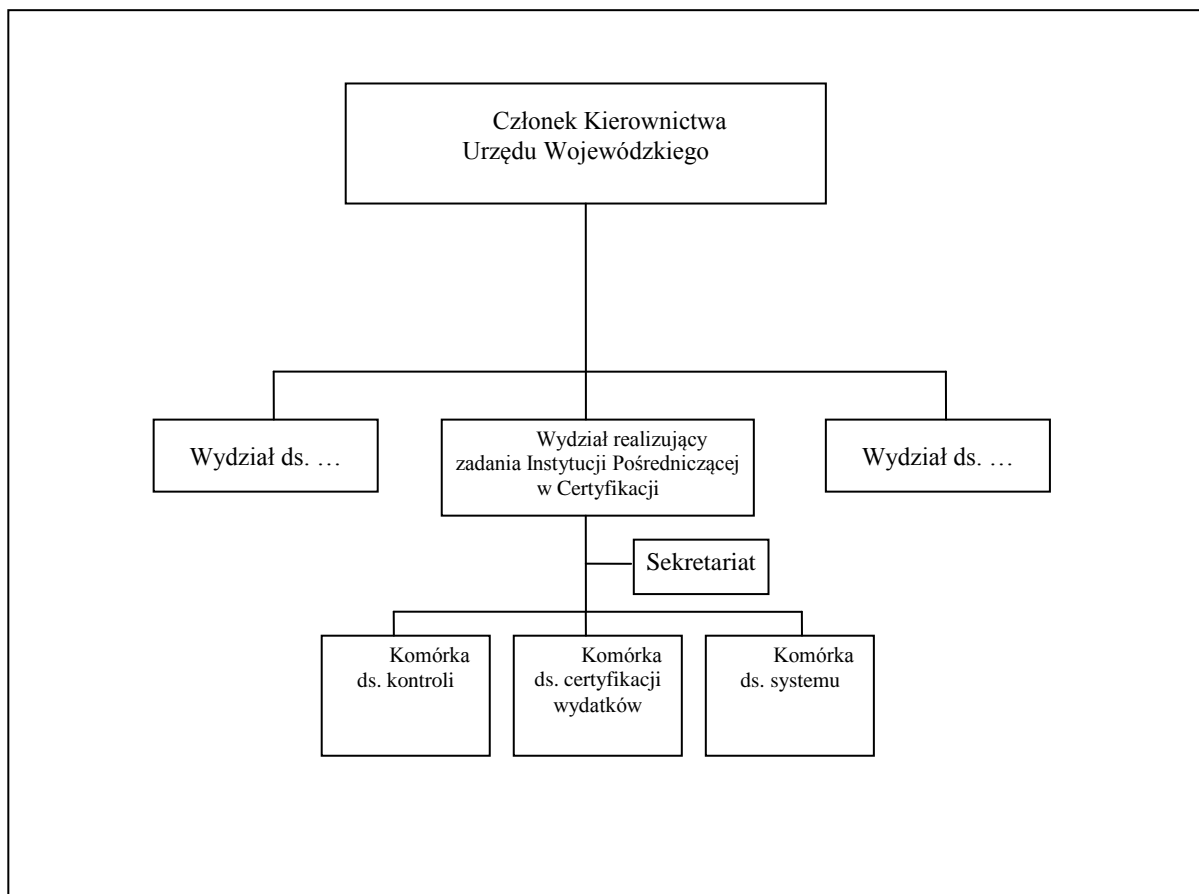 Członek Kierownictwa
Urzędu Wojewódzkiego
Wydział ds. …
Wydział realizujący
zadania Instytucji Pośredniczącej
w Certyfikacji
Wydział ds. …
Sekretariat
Komórka
ds. kontroli
Komórka
ds. certyfikacji
wydatków
Komórka
ds. systemu